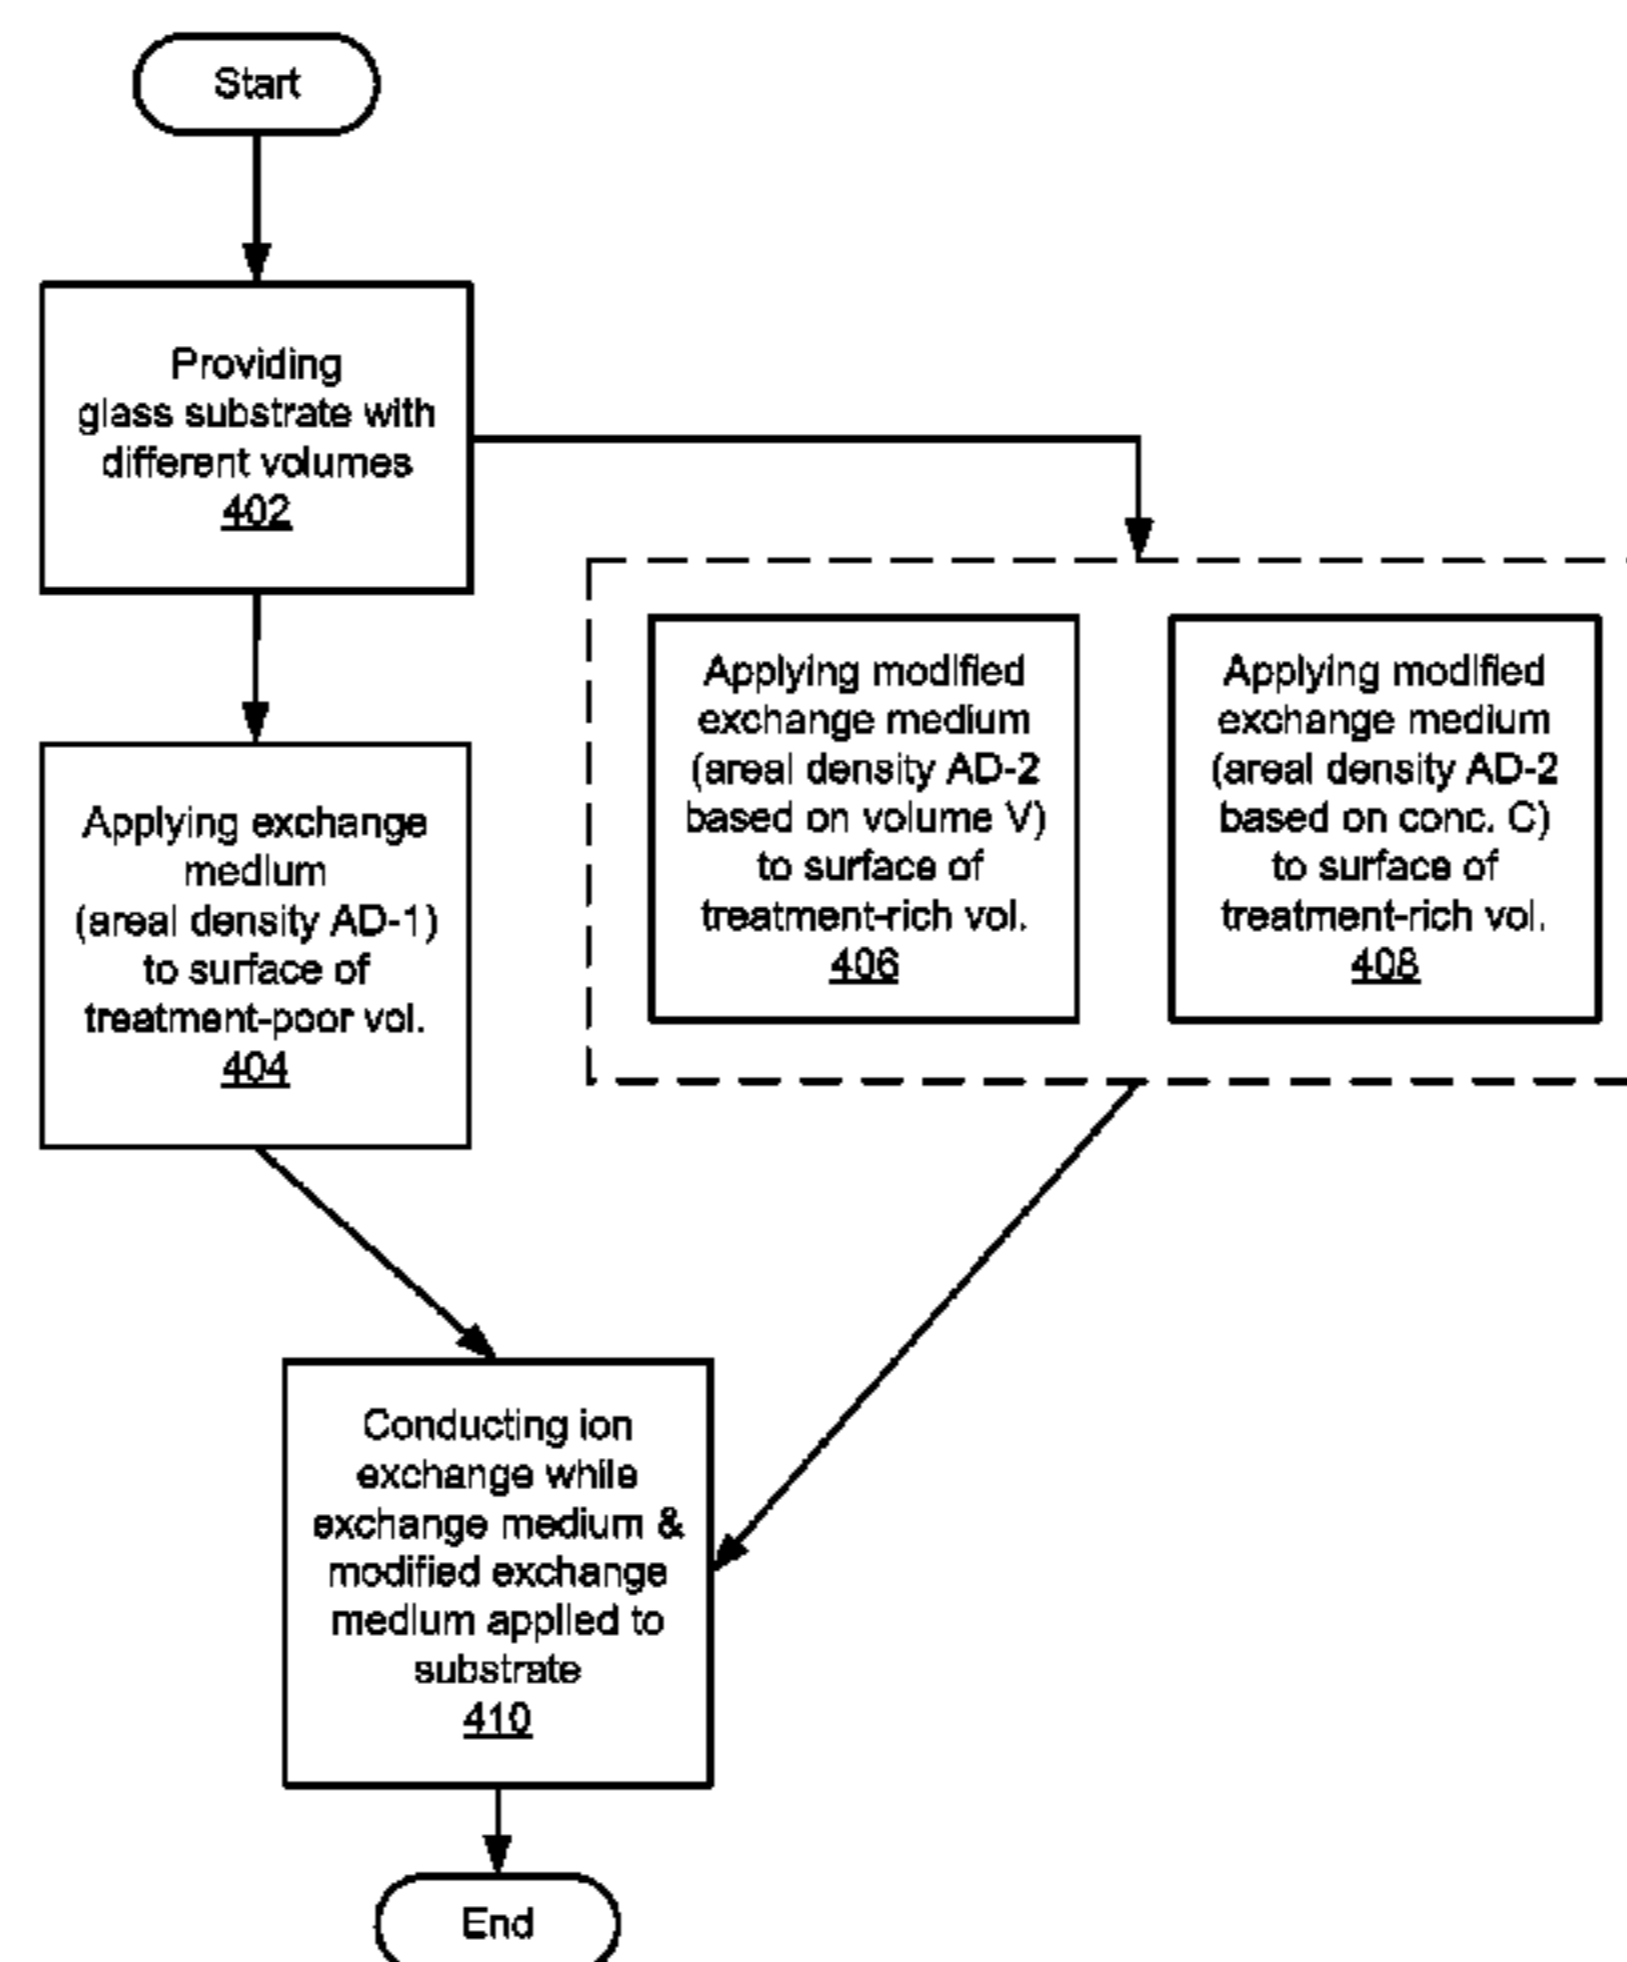 Start
Providing
glass substrate with
different volumes
402
Applying exchange
medium
(areal density AD-1)
to surface of
treatment-poor vol.
404
Applying modified
exchange medium
(areal density AD-2
based on volume V)
to surface of
treatment-rich vol.
406
Applying modified
exchange medium
(areal density AD-2
based on conc. C)
to surface of
treatment-rich vol.
408
Conducting ion
exchange while
exchange medium &
modified exchange
medium applied to
substrate
410
End